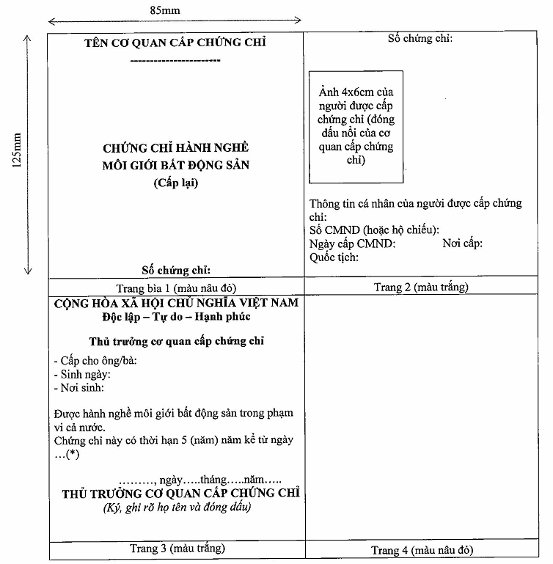 85mm
125mm
TÊN CƠ QUAN CẤP CHỨNG CHỈ
----------------------
CHỨNG CHỈ HÀNH NGHỀ
MÔI GIỚI BẤT ĐỘNG SẢN
(Cấp lại)
Số chứng chỉ:
Trang bìa 1 (màu nâu đỏ)
Số chứng chỉ:
Ảnh 4x6cm của
người được cấp
chứng chỉ (đóng
dấu nổi của cơ
quan cấp chứng
chỉ)
Thông tin cá nhân của người được cấp chứng
chỉ:
Số CMND (hoặc hộ chiếu):
Ngày cấp CMND: Nơi cấp:
Quốc tịch:
Trang 2 (màu trắng)
CỘNG HÒA XÃ HỘI CHỦ NGHĨA VIỆT NAM
Độc lập – Tự do – Hạnh phúc
Thủ trưởng cơ quan cấp chứng chỉ
- Cấp cho ông/bà:
- Sinh ngày:
- Nơi sinh:
Được hành nghề môi giới bất động sản trong phạm
vi cả nước.
Chứng chỉ này có thời hạn 5 (năm) năm kể từ ngày
…(*)
………, ngày…..tháng…..năm…..
THỦ TRƯỞNG CƠ QUAN CẤP CHỨNG CHỈ
(Ký, ghi rõ họ tên và đóng dấu)
Trang 3 (màu trắng)
Trang 4 (màu nâu đỏ)